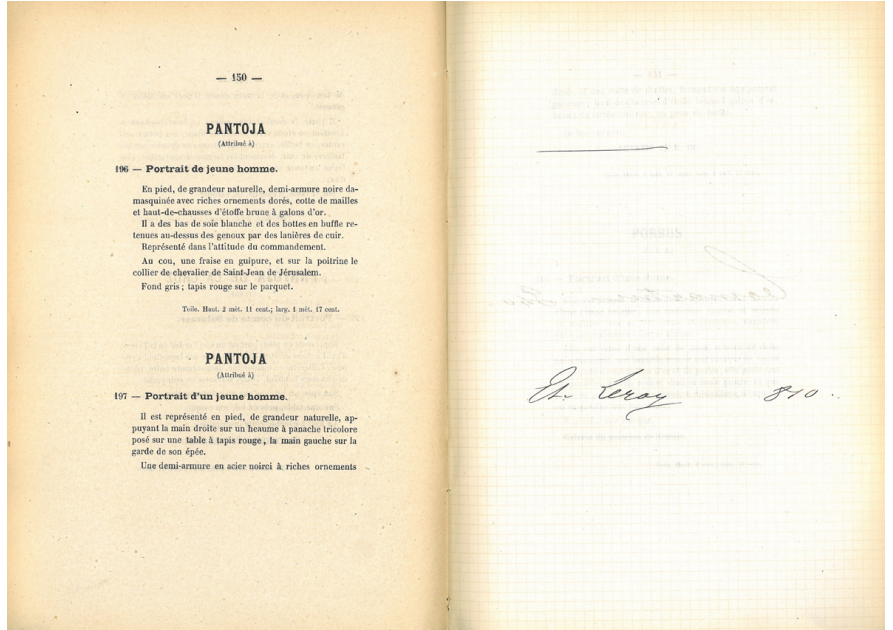 — 150 —
PANTOJA
(Attribué à)
196 — Portrait de jeune homme.
En pied, de grandeur naturelle, demi-armure noire da-
masquinée avec riches ornements dorés, cotte de mailles
et haut-de-chausses d'étoffe brune à galons d'or.
Il a des bas de soie blanche et des bottes en buffle re-
tenues au-dessus des genoux par des lanières de cuir.
Représenté dans l'attitude du commandement.
Au cou, une fraise en guipure, et sur la poitrine le
collier de chevalier de Saint-Jean de Jérusalem.
Fond gris ; tapis rouge sur le parquet.
Toile. Haut. 2 mèt. 11 cent.; larg. 1 mèt. 17 cent.
PANTOJA
(Attribué à)
197 — Portrait d'un jeune homme.
Il est représenté en pied, de grandeur naturelle, ap-
puyant la main droite sur un heaume à panache tricolore
posé sur une table à tapis rouge, la main gauche sur la
garde de son épée.
Une demi-armure en acier noirci à riches ornements
Et. Leroy 810